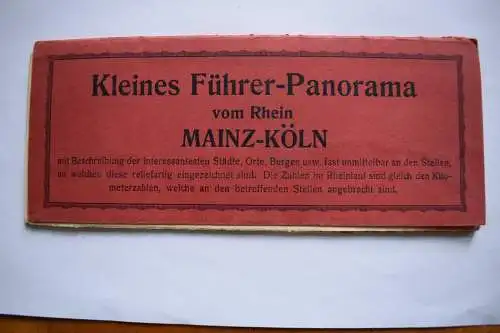 Kleines Führer-Panorama
vom Rhein
MAINZ-KÖLN
mit Beschreibung der interessantesten Städte, Orte, Burgen usw. fast unmittelbar an den Stellen,
an welchen diese reliefartig eingezeichnet sind. Die Zahlen im Rheinlauf sind gleich den Kilo-
meterzahlen, welche an den betreffenden Stellen angebracht sind.